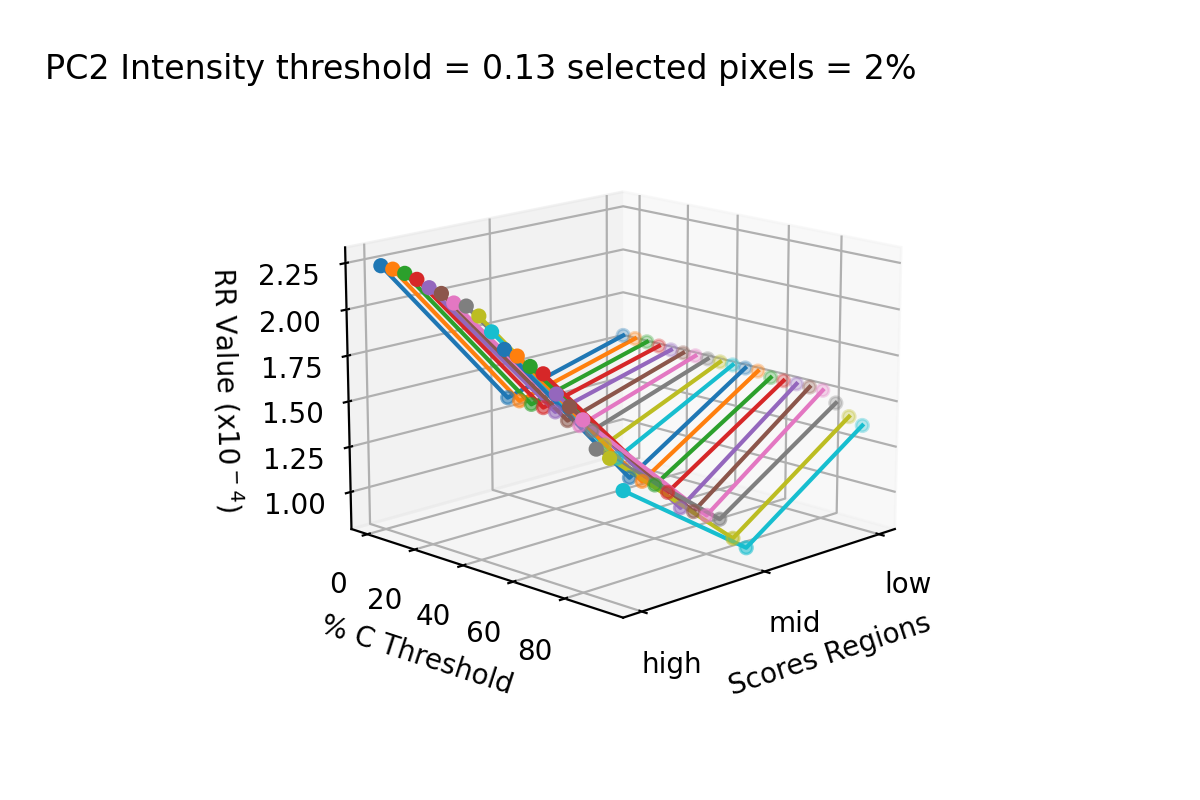 PC2 Intensity threshold = 0.13 selected pixels = 2%
RR Value (x10⁻⁴)
2.25
2.00
1.75
1.50
1.25
1.00
0
20
40
60
80
% C Threshold
high
mid
low
Scores Regions